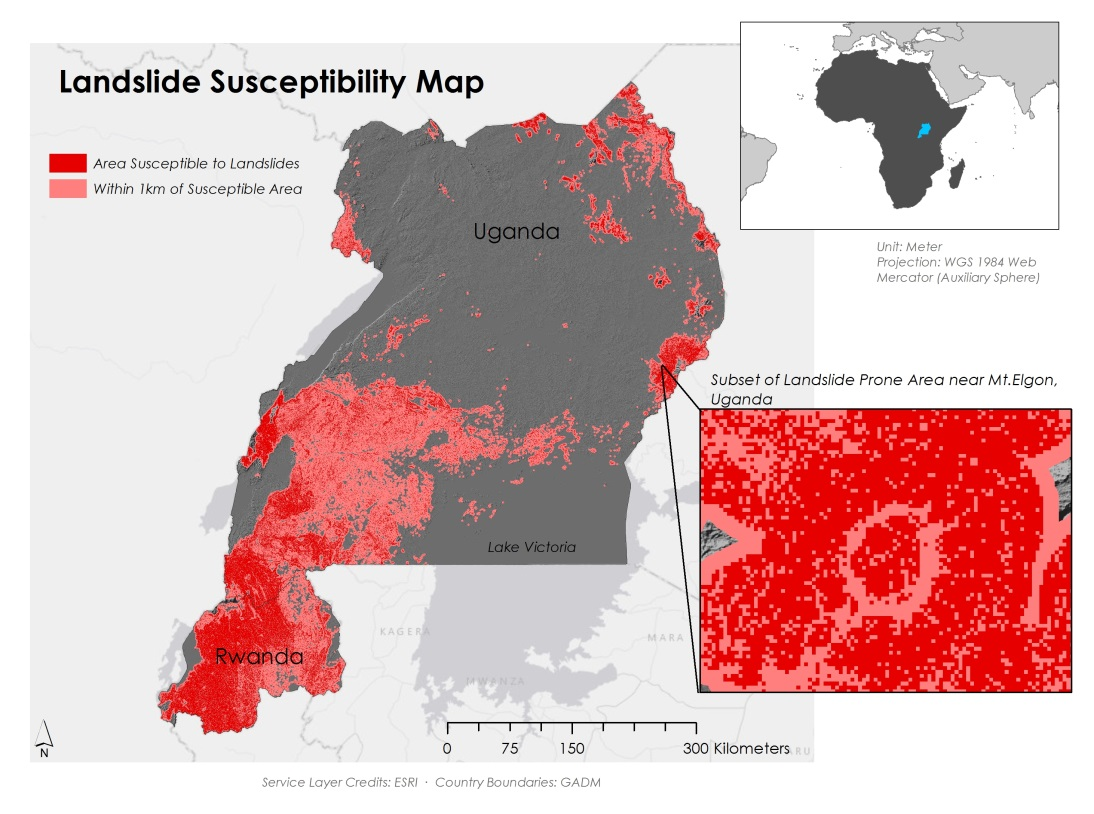 Landslide Susceptibility Map
Area Susceptible to Landslides
Within 1km of Susceptible Area
Uganda
Unit: Meter
Projection: WGS 1984 Web
Mercator (Auxiliary Sphere)
Subset of Landslide Prone Area near Mt.Elgon,
Uganda
Lake Victoria
KAGERA
MARA
Rwanda
MWANZA
N
0 75 150 300 Kilometers
Service Layer Credits: ESRI · Country Boundaries: GADM